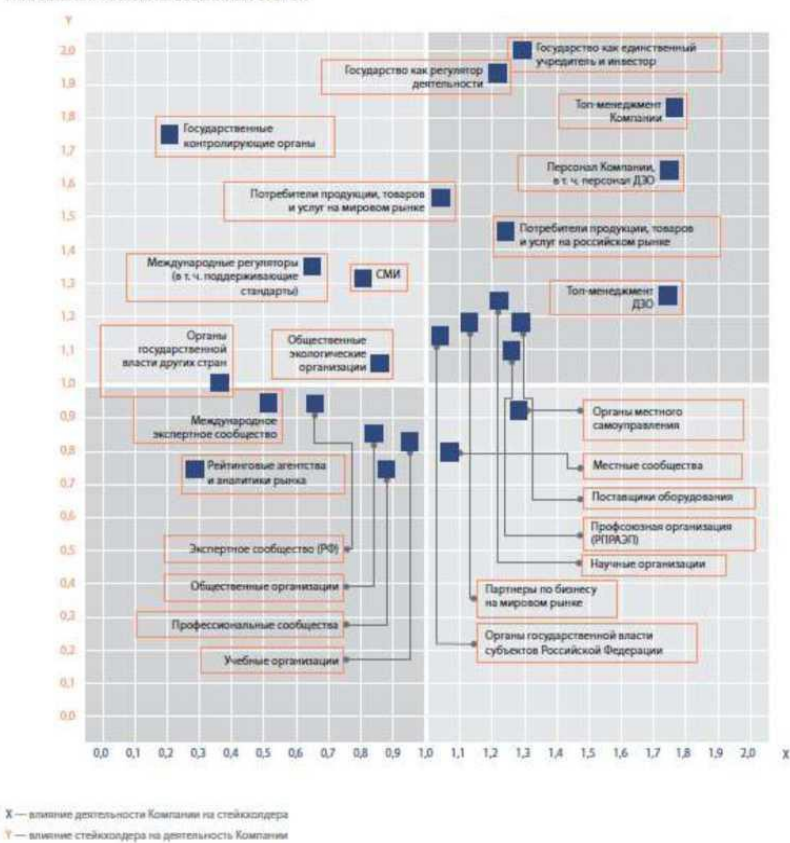 Y
2,0
1,9
1,8
1,7
1,6
1,5
1,4
1,3
1,2
1,1
1,0
0,9
0,8
0,7
0,6
0,5
0,4
0,3
0,2
0,1
0,0
Государство как единственный
учредитель и инвестор
Государство как регулятор
деятельности
Топ-менеджмент
Компании
Государственные
контролирующие органы
Персонал Компании,
в т. ч. персонал ДЗО
Потребители продукции, товаров
и услуг на мировом рынке
Потребители продукции, товаров
и услуг на российском рынке
Международные регуляторы
(в т. ч. поддерживающие
стандарты)
СМИ
Топ-менеджмент
ДЗО
Органы
государственной
власти других стран
Общественные
экологические
организации
Международное
экспертное сообщество
Рейтинговые агентства
и аналитики рынка
Экспертное сообщество (РФ)
Общественные организации
Профессиональные сообщества
Учебные организации
Органы местного
самоуправления
Местные сообщества
Поставщики оборудования
Профсоюзная организация
(РПРАЭП)
Научные организации
Партнеры по бизнесу
на мировом рынке
Органы государственной власти
субъектов Российской Федерации
0,0 0,1 0,2 0,3 0,4 0,5 0,6 0,7 0,8 0,9 1,0 1,1 1,2 1,3 1,4 1,5 1,6 1,7 1,8 1,9 2,0 X
X — влияние деятельности Компании на стейкхолдера
Y — влияние стейкхолдера на деятельность Компании